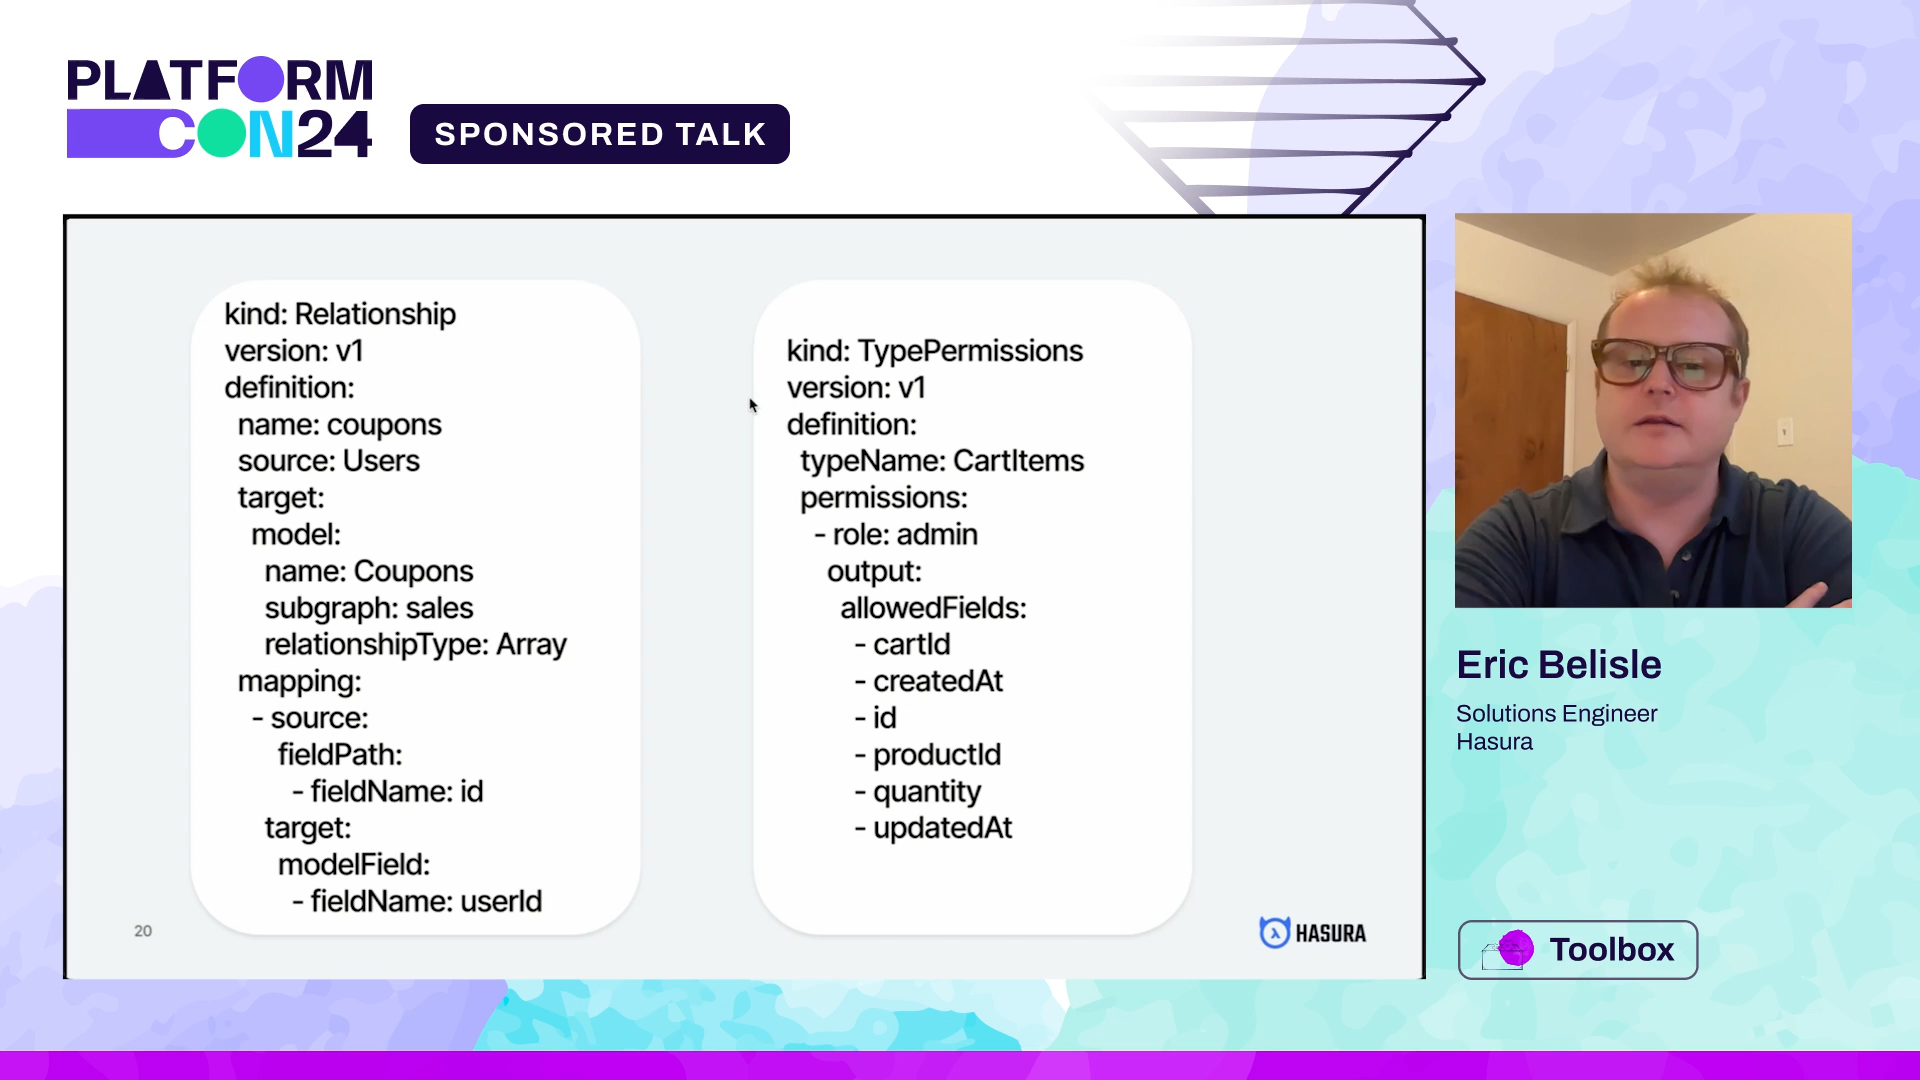 PLATFORM
CON24
SPONSORED TALK
kind: Relationship
version: v1
definition:
name: coupons
source: Users
target:
model:
name: Coupons
subgraph: sales
relationshipType: Array
mapping:
- source:
fieldPath:
- fieldName: id
target:
modelField:
- fieldName: userId
kind: TypePermissions
version: v1
definition:
typeName: CartItems
permissions:
- role: admin
output:
allowedFields:
- cartId
- createdAt
- id
- productId
- quantity
- updatedAt
20
HASURA
Eric Belisle
Solutions Engineer
Hasura
Toolbox